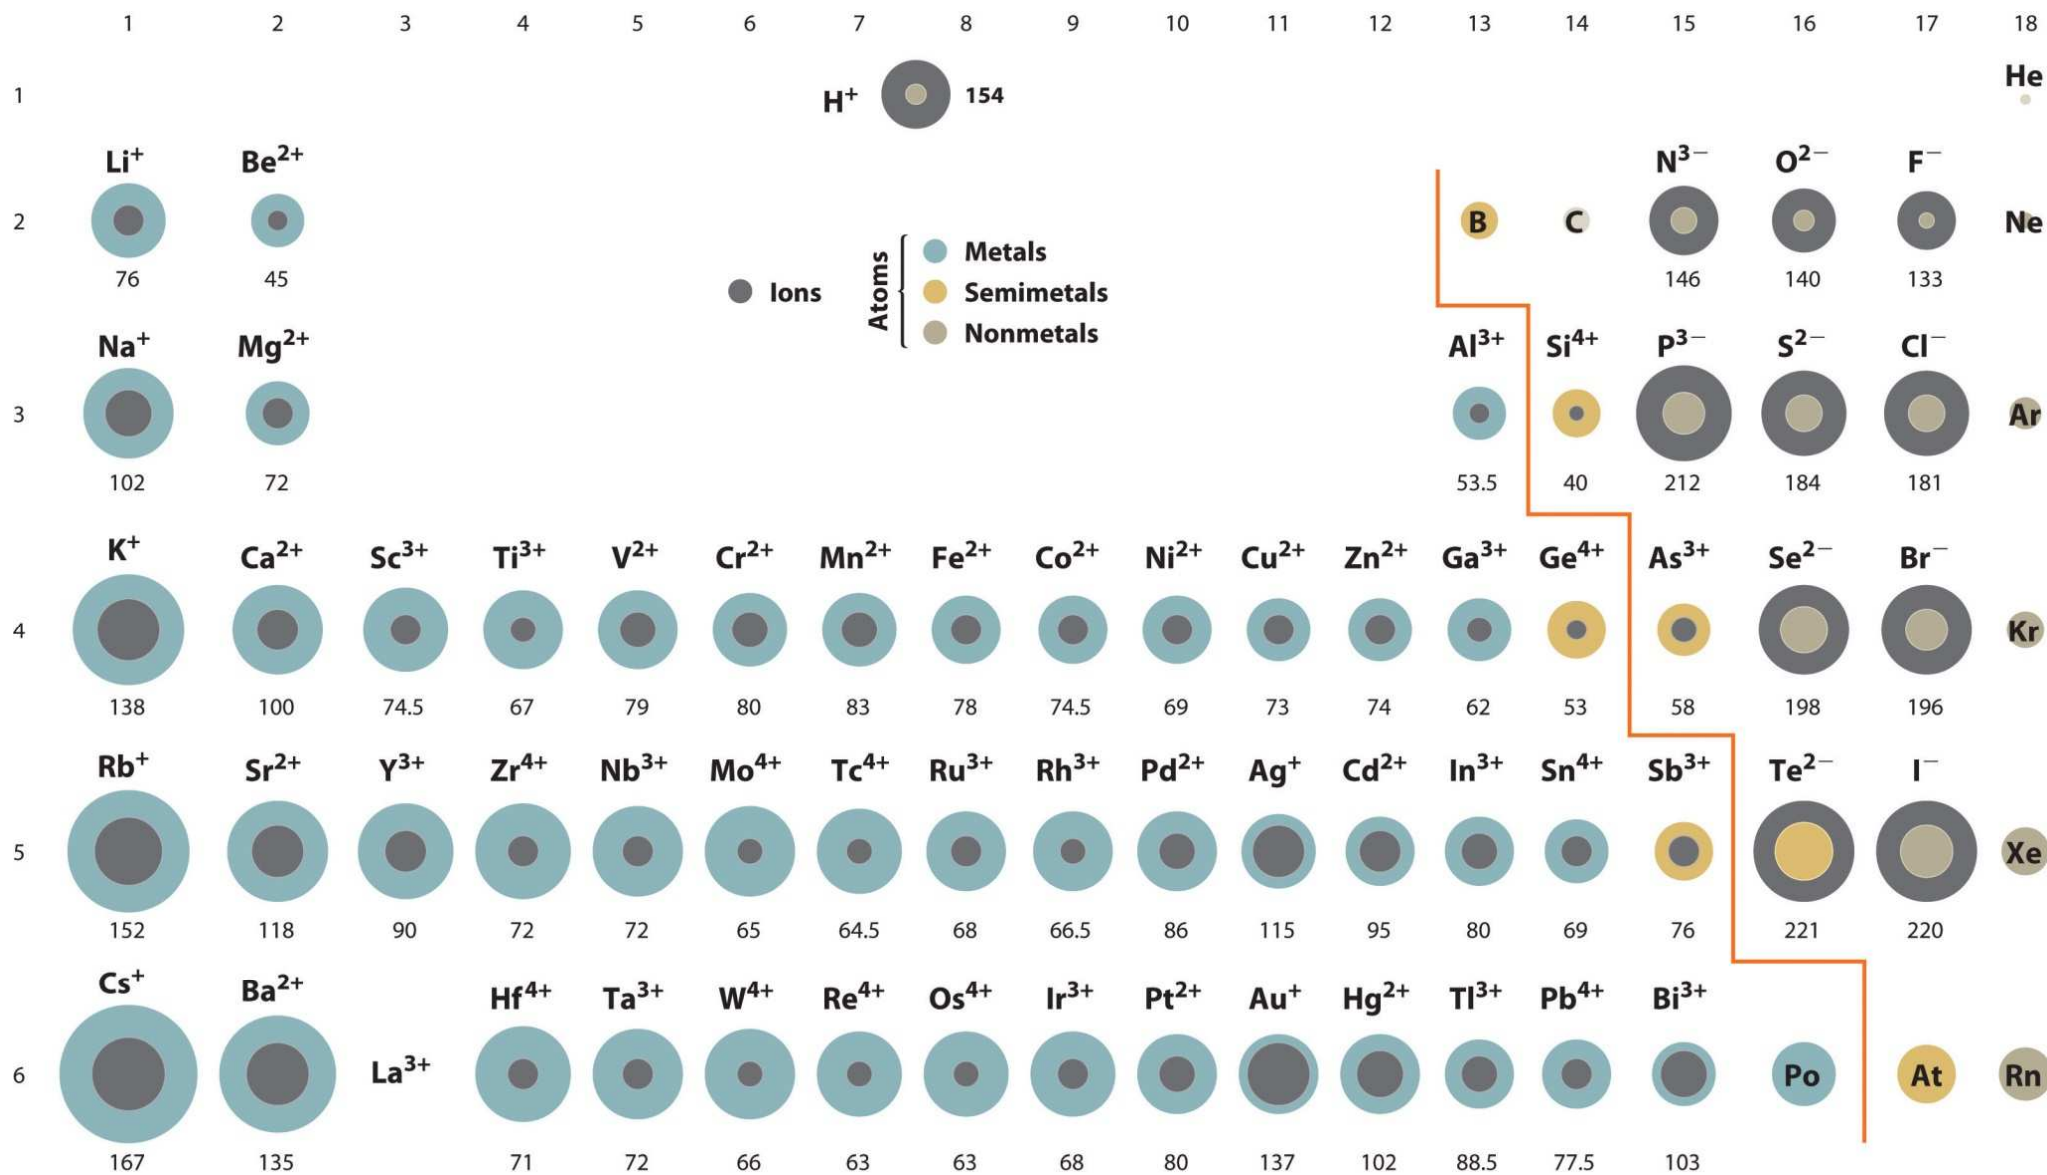 1 2 3 4 5 6 7 8 9 10 11 12 13 14 15 16 17 18
1 H⁺ 154 He
Li⁺ Be²⁺ N³⁻ O²⁻ F⁻
2 B C Ne
76 45 146 140 133
Ions
Atoms
Metals
Semimetals
Nonmetals
Na⁺ Mg²⁺ Al³⁺ Si⁴⁺ P³⁻ S²⁻ Cl⁻
3 Ar
102 72 53.5 40 212 184 181
K⁺ Ca²⁺ Sc³⁺ Ti³⁺ V²⁺ Cr²⁺ Mn²⁺ Fe²⁺ Co²⁺ Ni²⁺ Cu²⁺ Zn²⁺ Ga³⁺ Ge⁴⁺ As³⁺ Se²⁻ Br⁻
4 Kr
138 100 74.5 67 79 80 83 78 74.5 69 73 74 62 53 58 198 196
Rb⁺ Sr²⁺ Y³⁺ Zr⁴⁺ Nb³⁺ Mo⁴⁺ Tc⁴⁺ Ru³⁺ Rh³⁺ Pd²⁺ Ag⁺ Cd²⁺ In³⁺ Sn⁴⁺ Sb³⁺ Te²⁻ I⁻
5 Xe
152 118 90 72 72 65 64.5 68 66.5 86 115 95 80 69 76 221 220
Cs⁺ Ba²⁺ Hf⁴⁺ Ta³⁺ W⁴⁺ Re⁴⁺ Os⁴⁺ Ir³⁺ Pt²⁺ Au⁺ Hg²⁺ Tl³⁺ Pb⁴⁺ Bi³⁺
6 La³⁺ Po At Rn
167 135 71 72 66 63 63 68 80 137 102 88.5 77.5 103